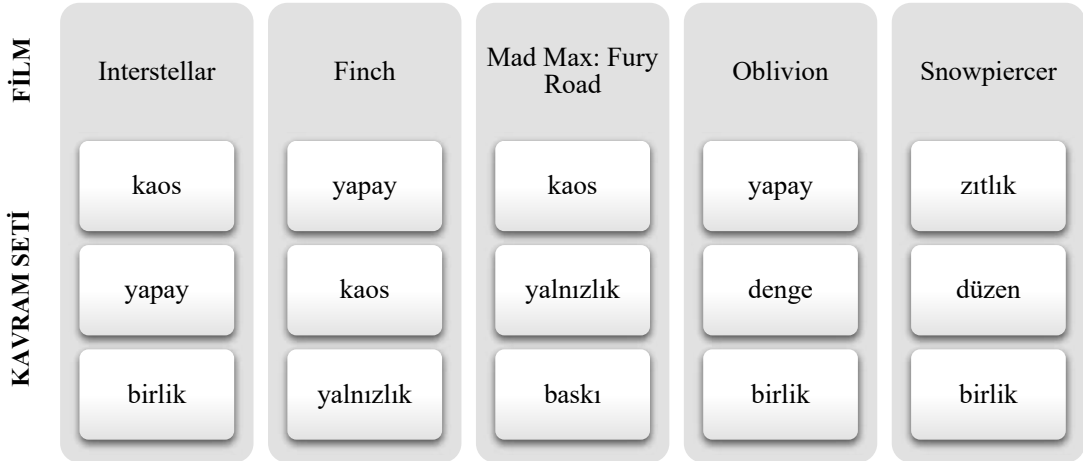 FİLM
Interstellar
Finch
Mad Max: Fury
Road
Oblivion
Snowpiercer
KAVRAM SETİ
kaos
yapay
kaos
yapay
zıtlık
yapay
kaos
yalnızlık
denge
düzen
birlik
yalnızlık
baskı
birlik
birlik